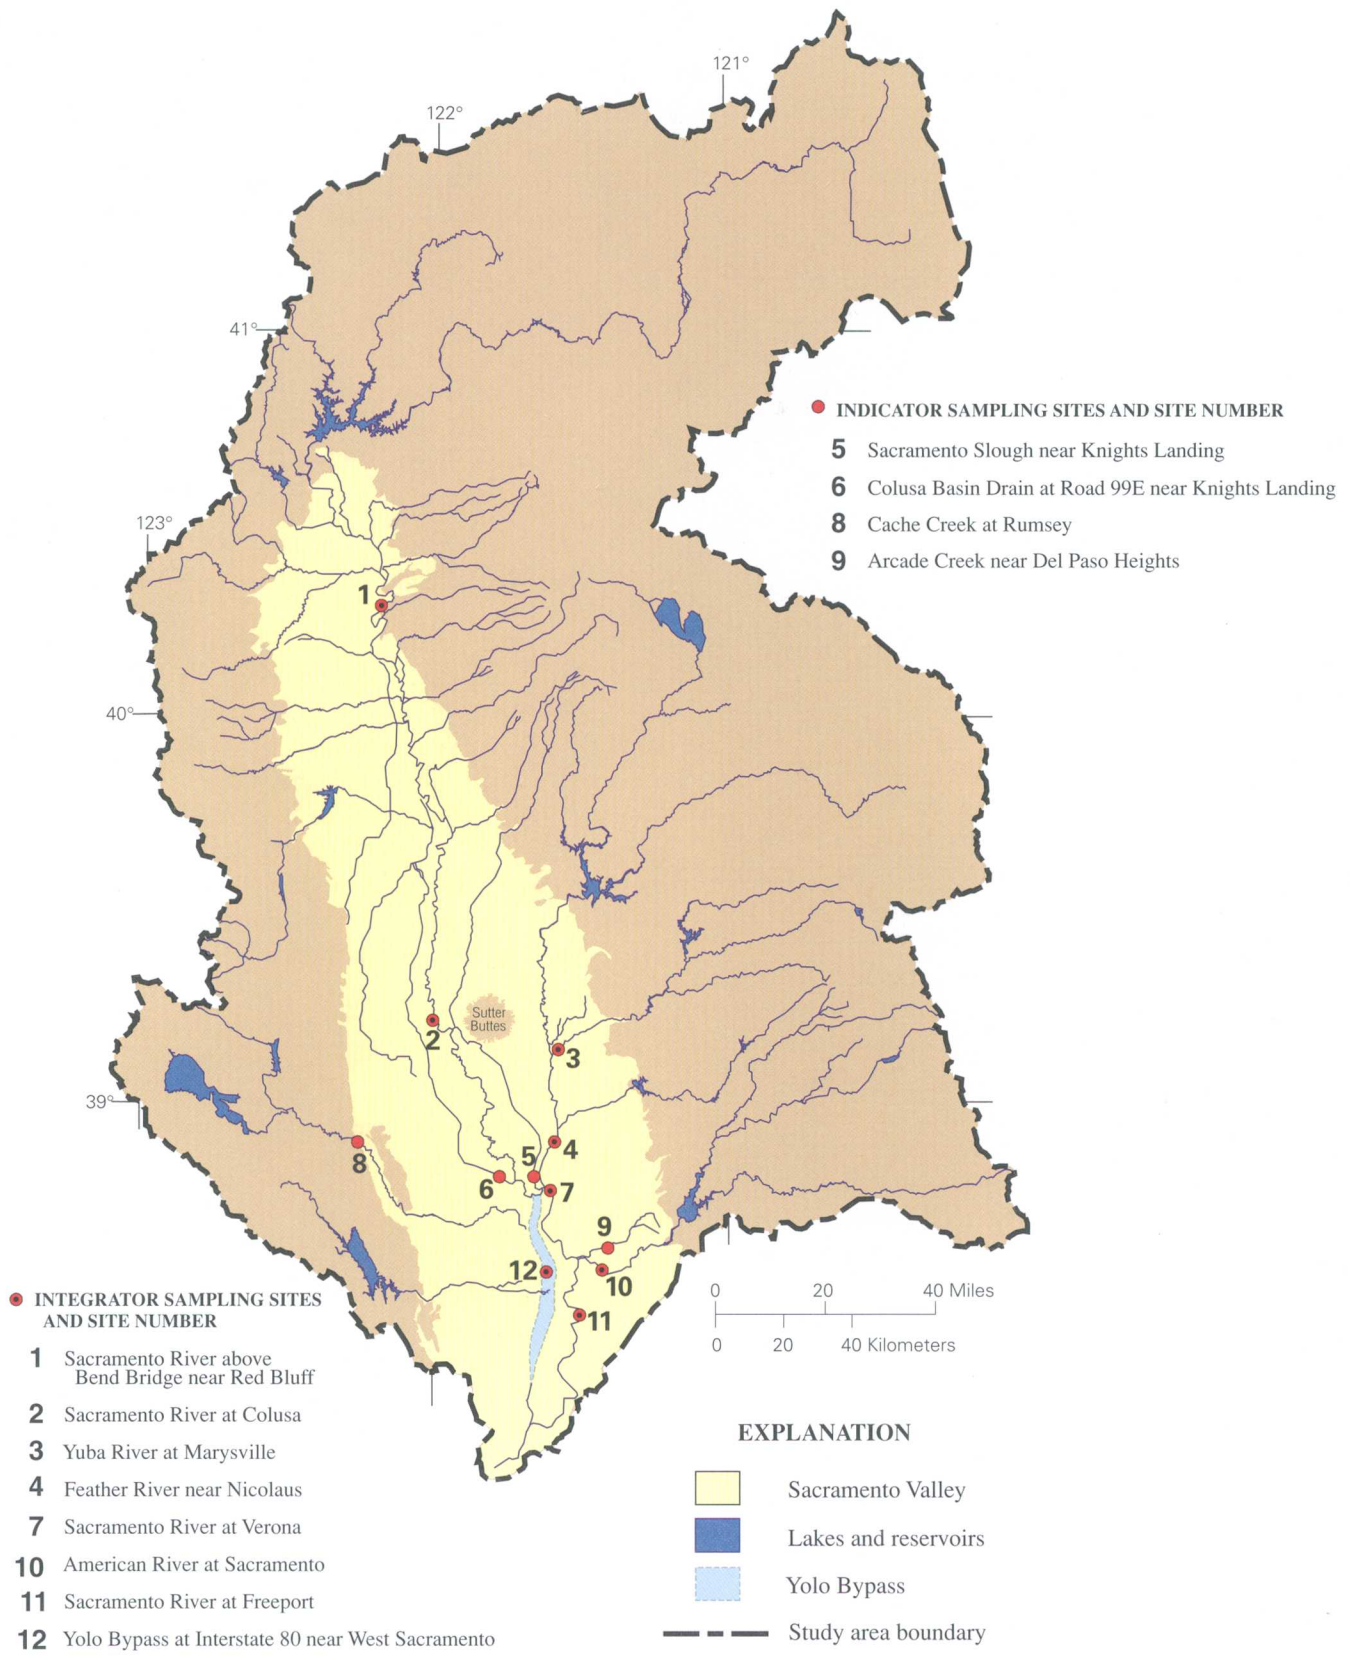 121°
122°
41°
INDICATOR SAMPLING SITES AND SITE NUMBER
5 Sacramento Slough near Knights Landing
6 Colusa Basin Drain at Road 99E near Knights Landing
8 Cache Creek at Rumsey
9 Arcade Creek near Del Paso Heights
123°
1
40°
Sutter
Buttes
2
3
39°
4
5
8
6
7
9
12
10
11
INTEGRATOR SAMPLING SITES
AND SITE NUMBER
1 Sacramento River above
Bend Bridge near Red Bluff
2 Sacramento River at Colusa
3 Yuba River at Marysville
4 Feather River near Nicolaus
7 Sacramento River at Verona
10 American River at Sacramento
11 Sacramento River at Freeport
12 Yolo Bypass at Interstate 80 near West Sacramento
0 20 40 Miles
0 20 40 Kilometers
EXPLANATION
Sacramento Valley
Lakes and reservoirs
Yolo Bypass
Study area boundary